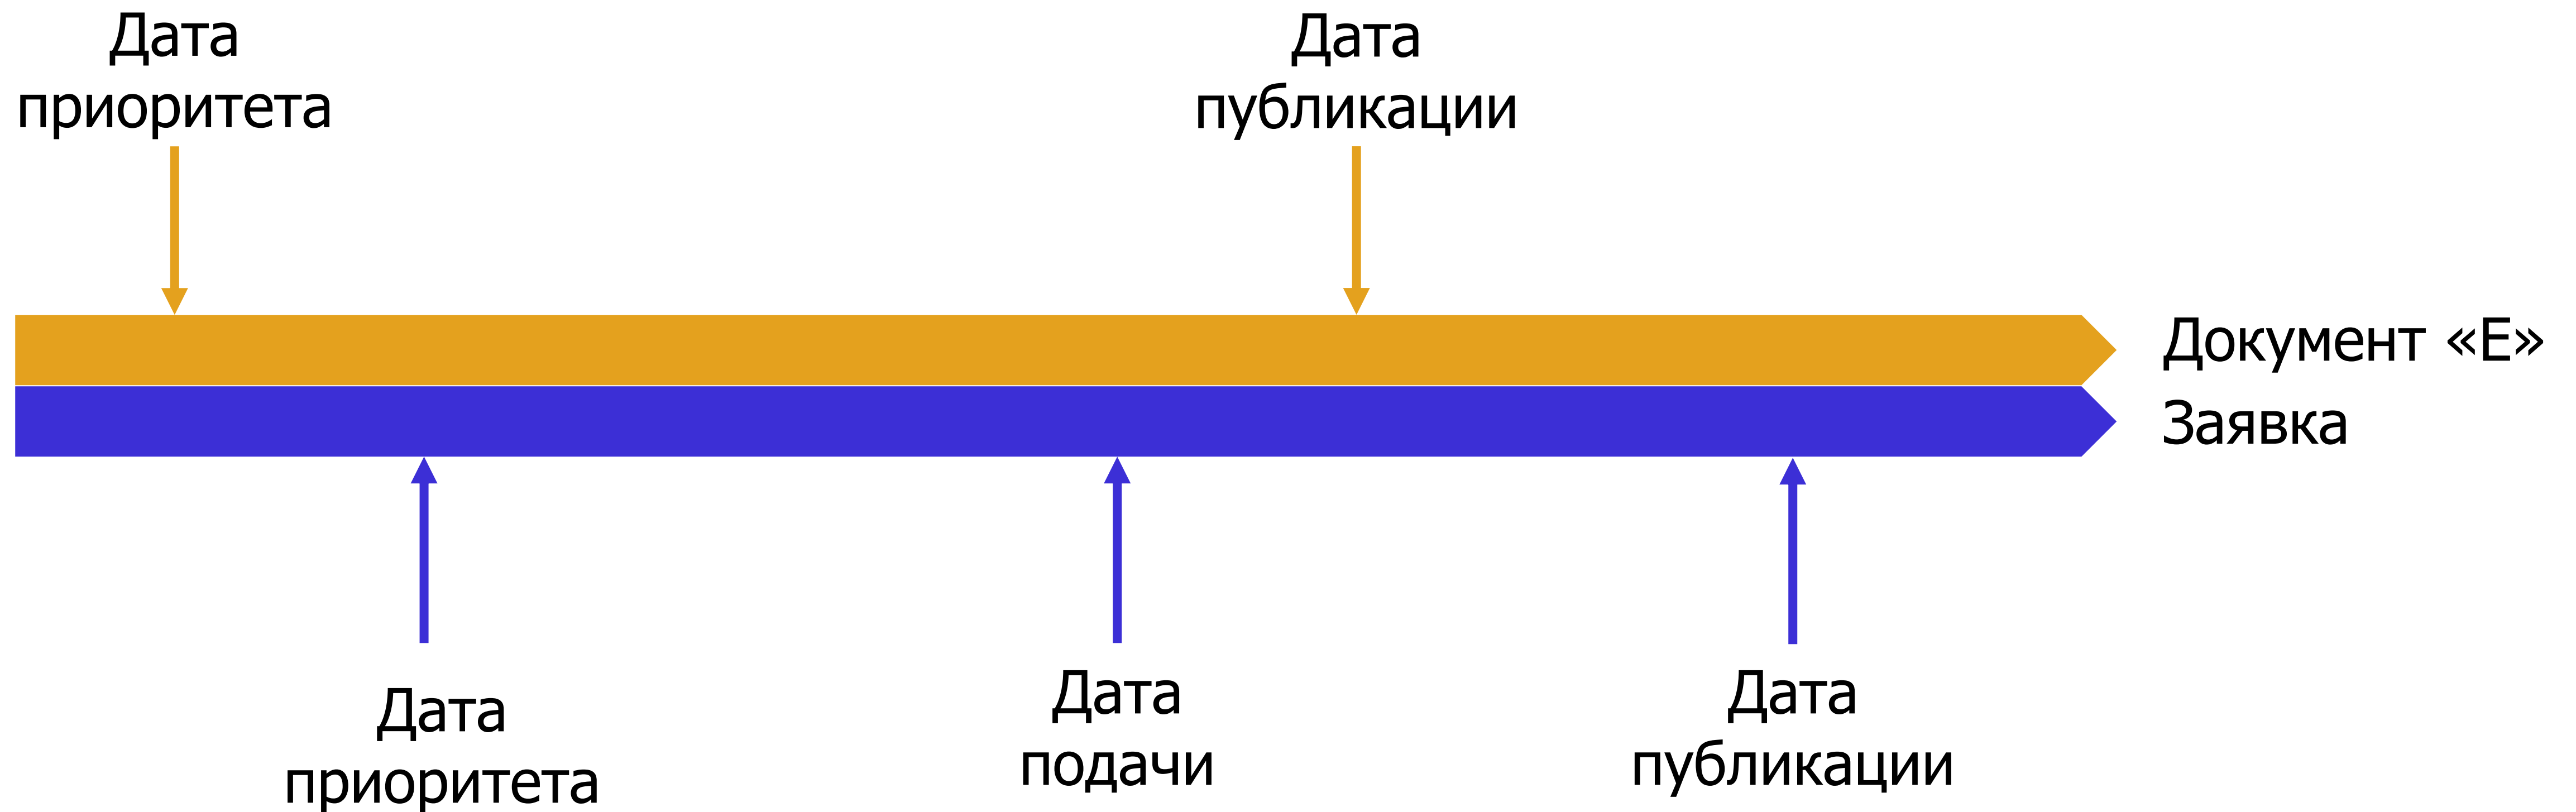 Дата
приоритета
Дата
публикации
Документ «Е»
Заявка
Дата
приоритета
Дата
подачи
Дата
публикации